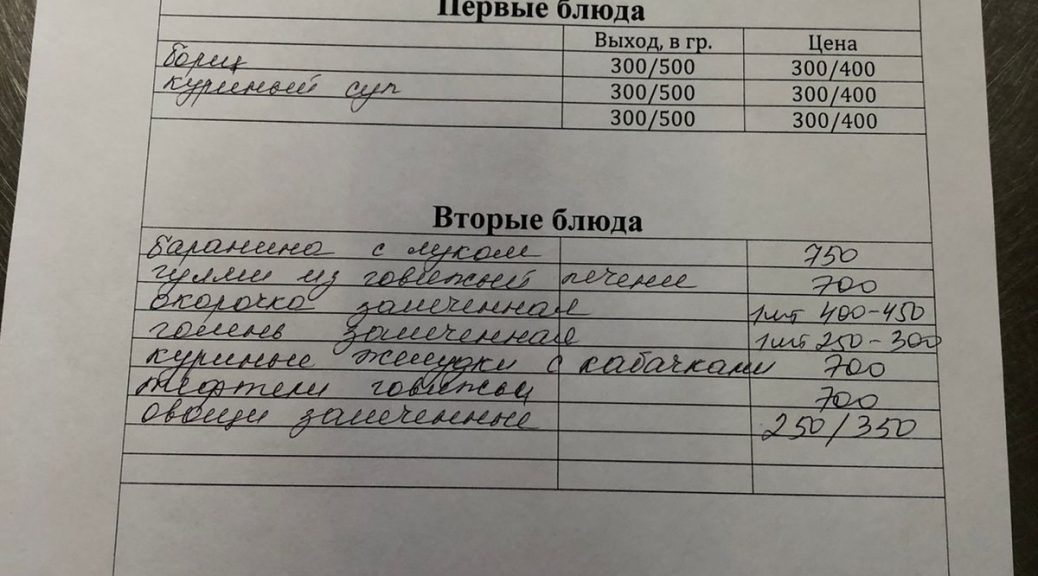 Первые блюда
Выход, в гр. Цена
борщ 300/500 300/400
куриный суп 300/500 300/400
300/500 300/400
Вторые блюда
баранина с луком 750
гуляш из говяжьей печени 700
окорочка запеченная 1шт 400-450
голень запеченная 1шт 250-300
куриные желудки с кабачками 700
тефтели говяжьи 700
овощи запеченные 250/350